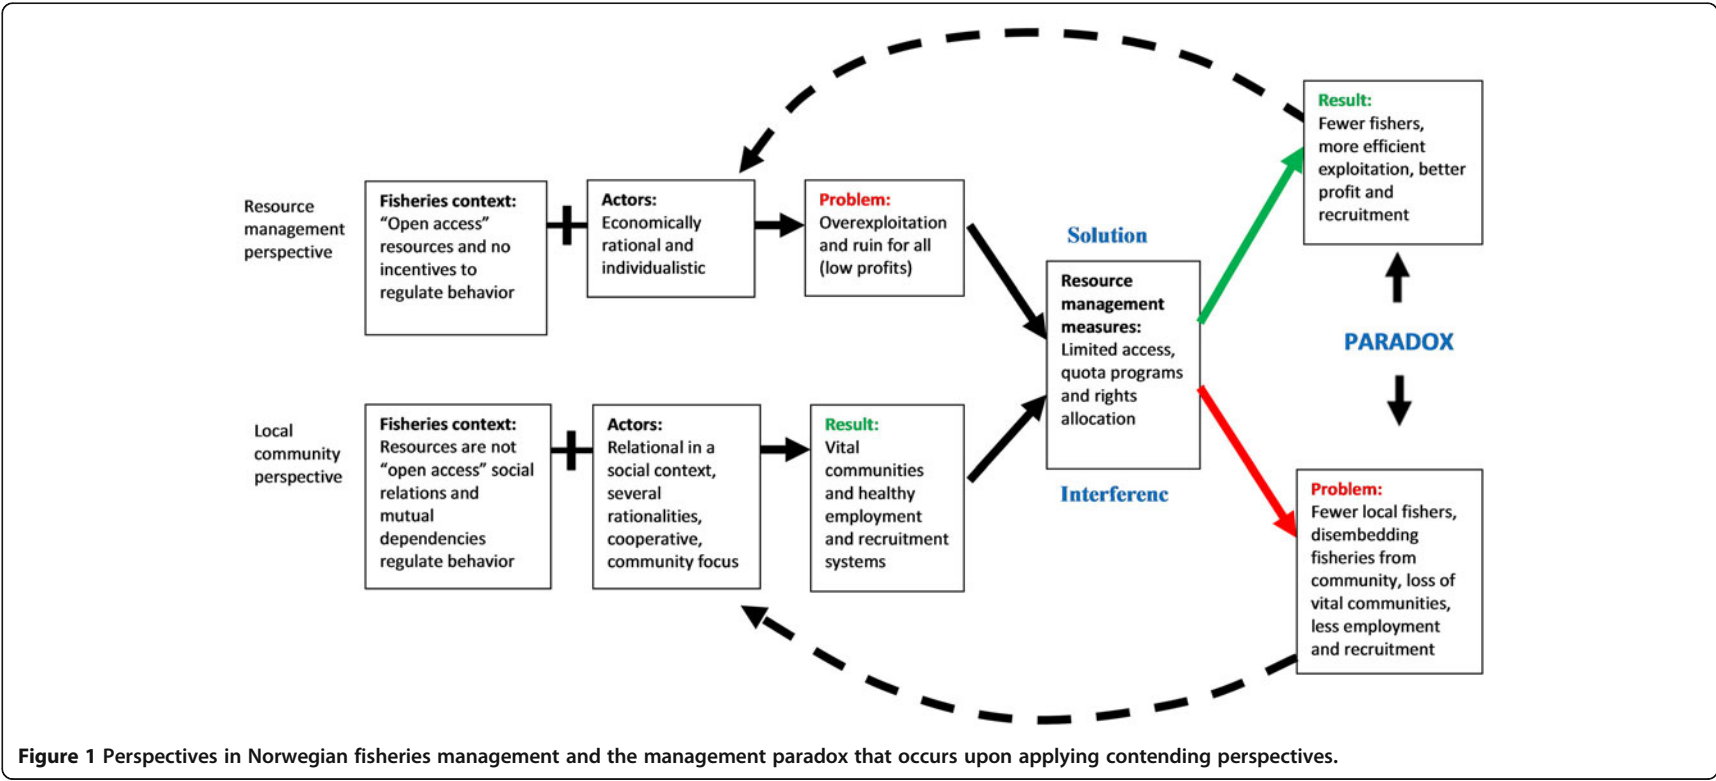 Resource
management
perspective
Fisheries context:
“Open access”
resources and no
incentives to
regulate behavior
Actors:
Economically
rational and
individualistic
Problem:
Overexploitation
and ruin for all
(low profits)
Solution
Resource
management
measures:
Limited access,
quota programs
and rights
allocation
Interferenc
Result:
Fewer fishers,
more efficient
exploitation, better
profit and
recruitment
PARADOX
Local
community
perspective
Fisheries context:
Resources are not
“open access” social
relations and
mutual
dependencies
regulate behavior
Actors:
Relational in a
social context,
several
rationalities,
cooperative,
community focus
Result:
Vital
communities
and healthy
employment
and recruitment
systems
Problem:
Fewer local fishers,
disembedding
fisheries from
community, loss of
vital communities,
less employment
and recruitment
Figure 1 Perspectives in Norwegian fisheries management and the management paradox that occurs upon applying contending perspectives.